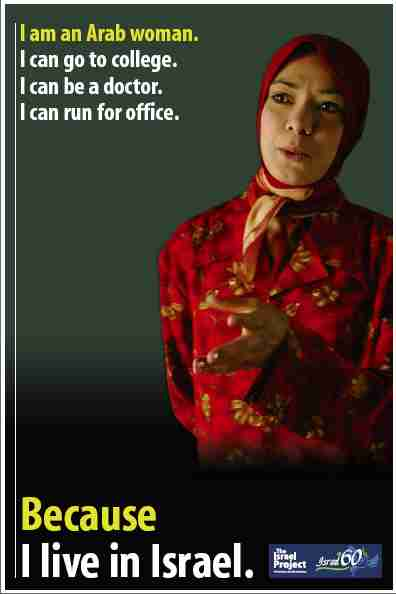 I am an Arab woman.
I can go to college.
I can be a doctor.
I can run for office.
Because
I live in Israel.
The
Israel
Project
Israel 60